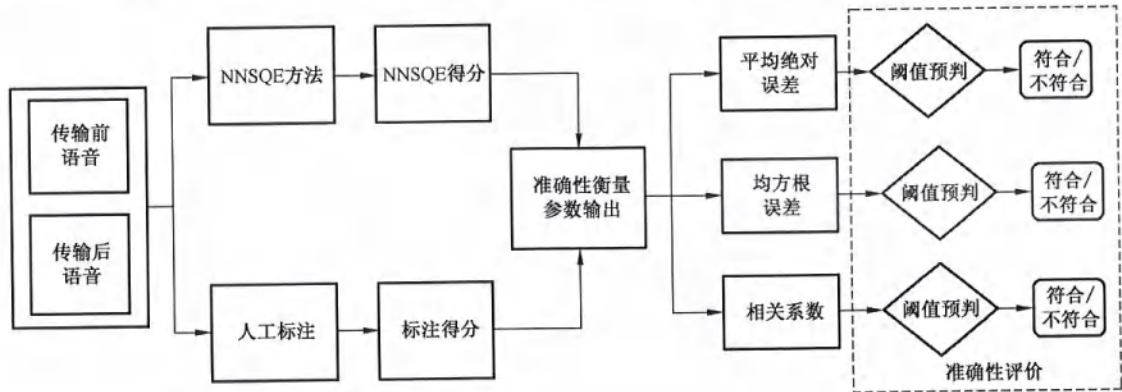 传输前
语音
传输后
语音
NNSQE方法
NNSQE得分
人工标注
标注得分
准确性衡量
参数输出
平均绝对
误差
阈值预判
符合/
不符合
均方根
误差
阈值预判
符合/
不符合
相关系数
阈值预判
符合/
不符合
准确性评价